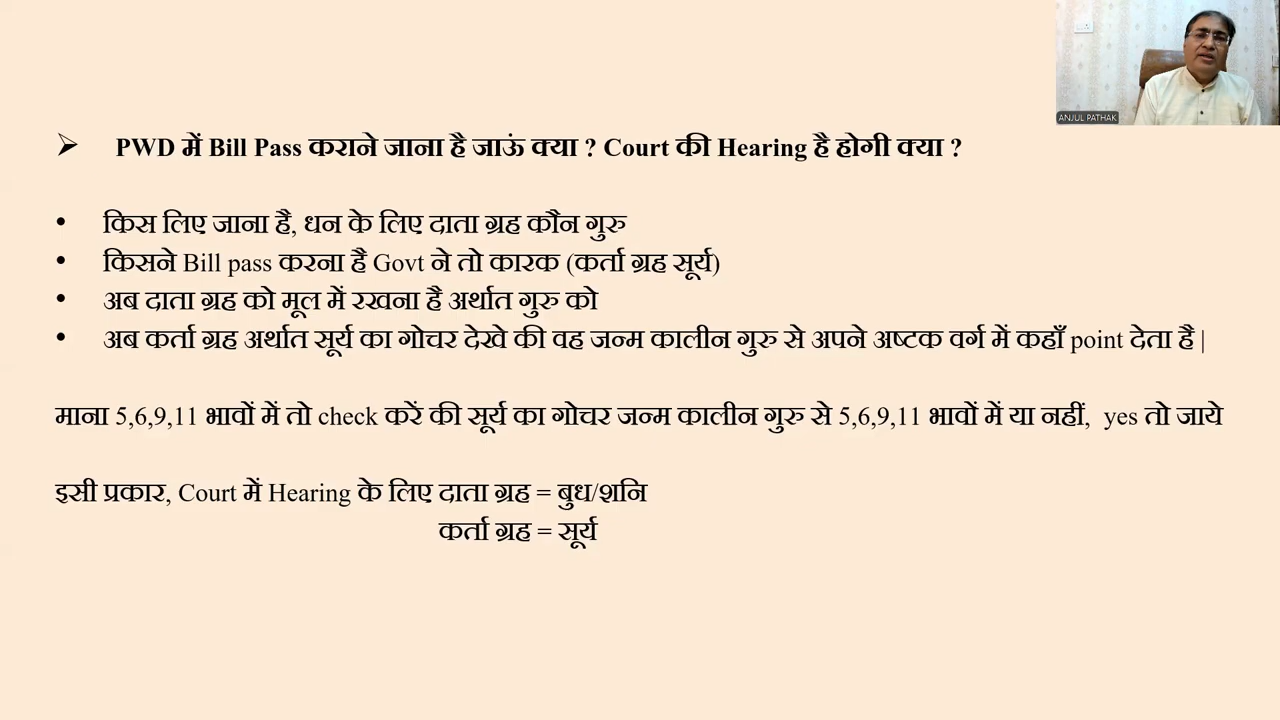 ANJUL PATHAK
➢ PWD में Bill Pass कराने जाना है जाऊं क्या ? Court की Hearing है होगी क्या ?
• किस लिए जाना है, धन के लिए दाता ग्रह कौन गुरु
• किसने Bill pass करना है Govt ने तो कारक (कर्ता ग्रह सूर्य)
• अब दाता ग्रह को मूल में रखना है अर्थात गुरु को
• अब कर्ता ग्रह अर्थात सूर्य का गोचर देखे की वह जन्म कालीन गुरु से अपने अष्टक वर्ग में कहाँ point देता है |
माना 5,6,9,11 भावों में तो check करें की सूर्य का गोचर जन्म कालीन गुरु से 5,6,9,11 भावों में या नहीं, yes तो जाये
इसी प्रकार, Court में Hearing के लिए दाता ग्रह = बुध/शनि
कर्ता ग्रह = सूर्य